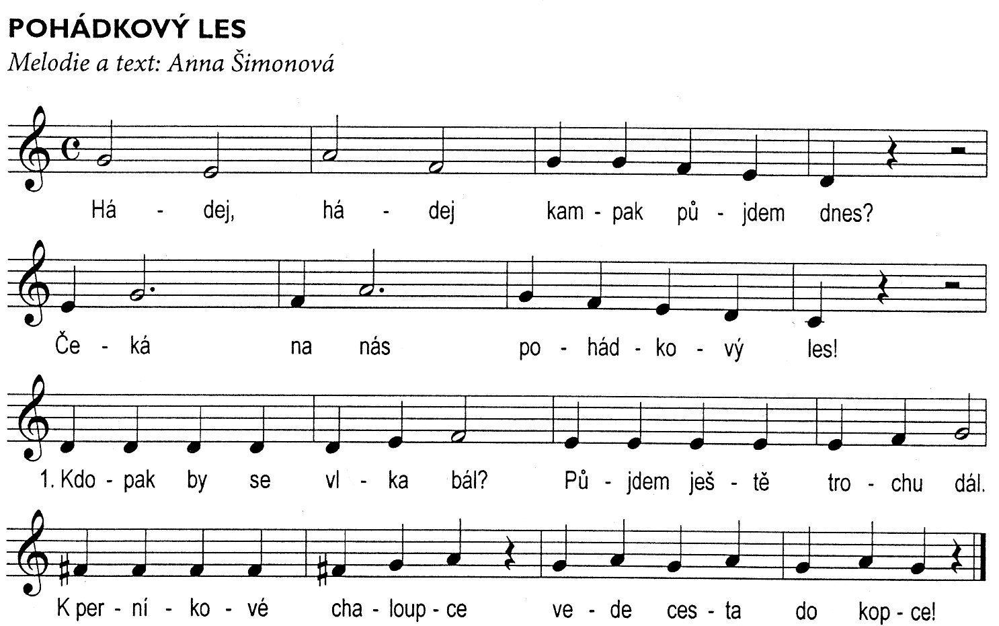 POHÁDKOVÝ LES
Melodie a text: Anna Šimonová
Há - dej, há - dej kam - pak pů - jdem dnes?
Če - ká na nás po - hád - ko - vý les!
1. Kdo - pak by se vl - ka bál? Pů - jdem ješ - tě tro - chu dál.
K per - ní - ko - vé cha - loup - ce ve - de ces - ta do kop - ce!